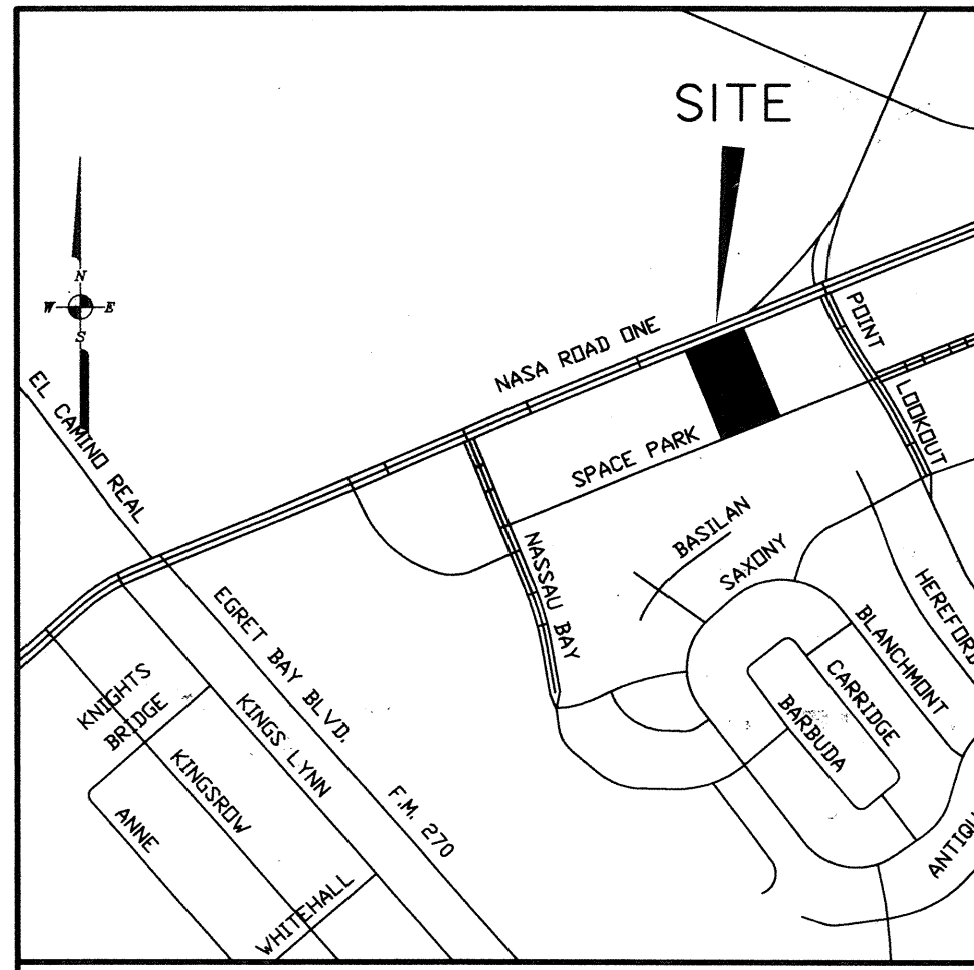 SITE
N
W E
S
POINT
LOOKOUT
NASA ROAD ONE
EL CAMINO REAL
SPACE PARK
BASILAN
SAXONY
NASSAU BAY
HEREFORD
BLANCHMONT
CARRIDGE
BARBUDA
EGRET BAY BLVD.
F.M. 270
KNIGHTS
BRIDGE
KINGS LYNN
KINGSROW
ANNE
WHITEHALL